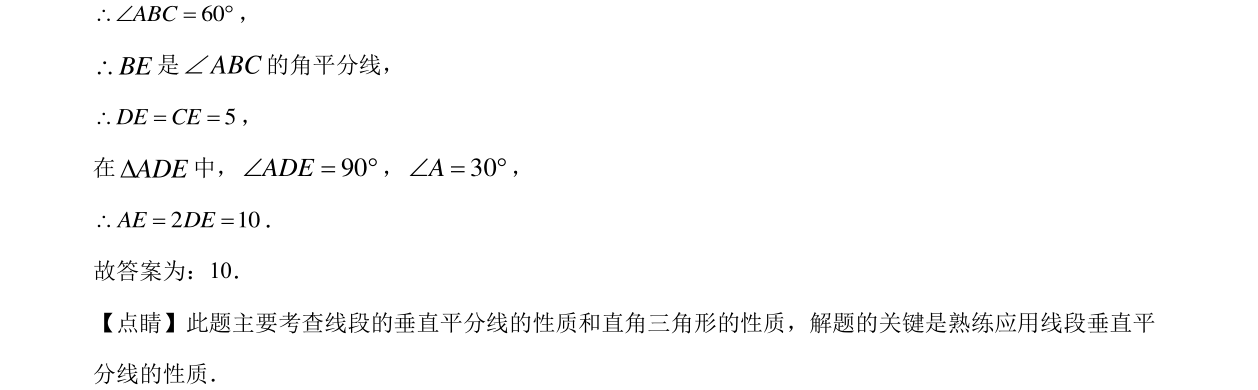 ∴∠ABC=60°，
∴BE是∠ABC的角平分线，
∴DE=CE=5，
在ΔADE中，∠ADE=90°，∠A=30°，
∴AE=2DE=10．
故答案为：10．
【点睛】此题主要考查线段的垂直平分线的性质和直角三角形的性质，解题的关键是熟练应用线段垂直平
分线的性质．